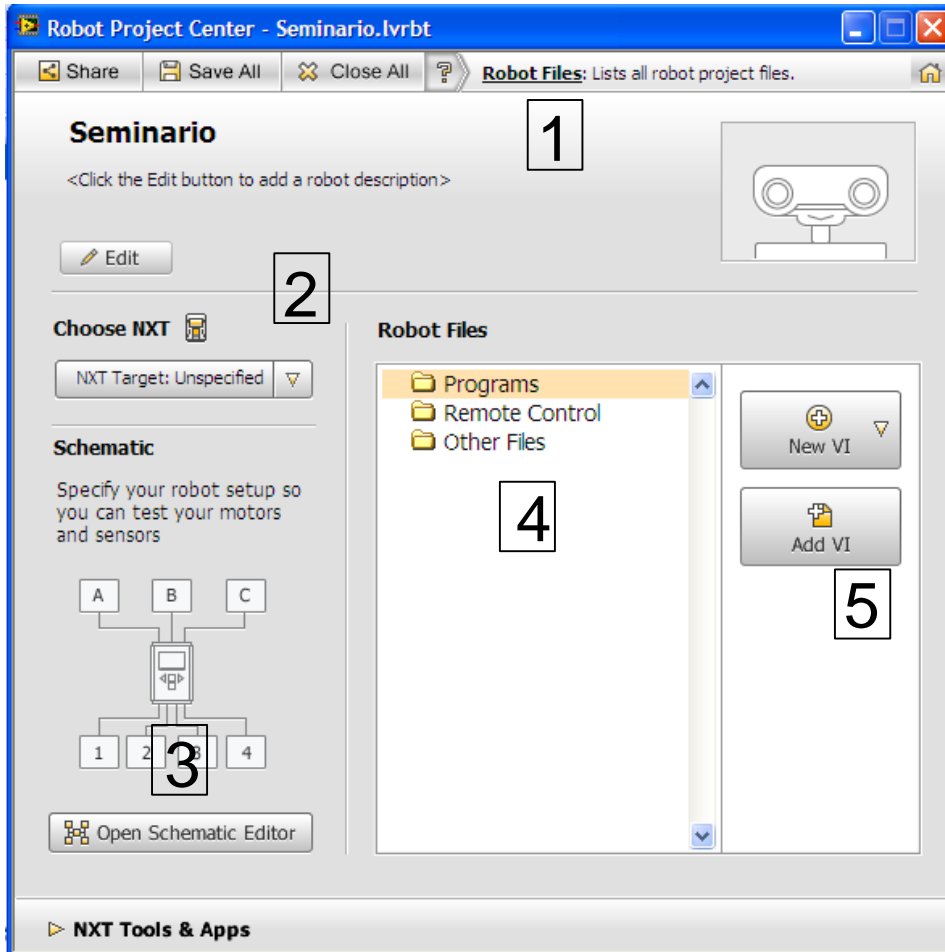 Robot Project Center - Seminario.lvrbt
Share Save All Close All ? Robot Files: Lists all robot project files.
1
Seminario
<Click the Edit button to add a robot description>
Edit
2
Choose NXT
NXT Target: Unspecified
Schematic
Specify your robot setup so
you can test your motors
and sensors
A B C
1 2 3 4
3
Open Schematic Editor
Robot Files
Programs
Remote Control
Other Files
4
New VI
Add VI
5
NXT Tools & Apps